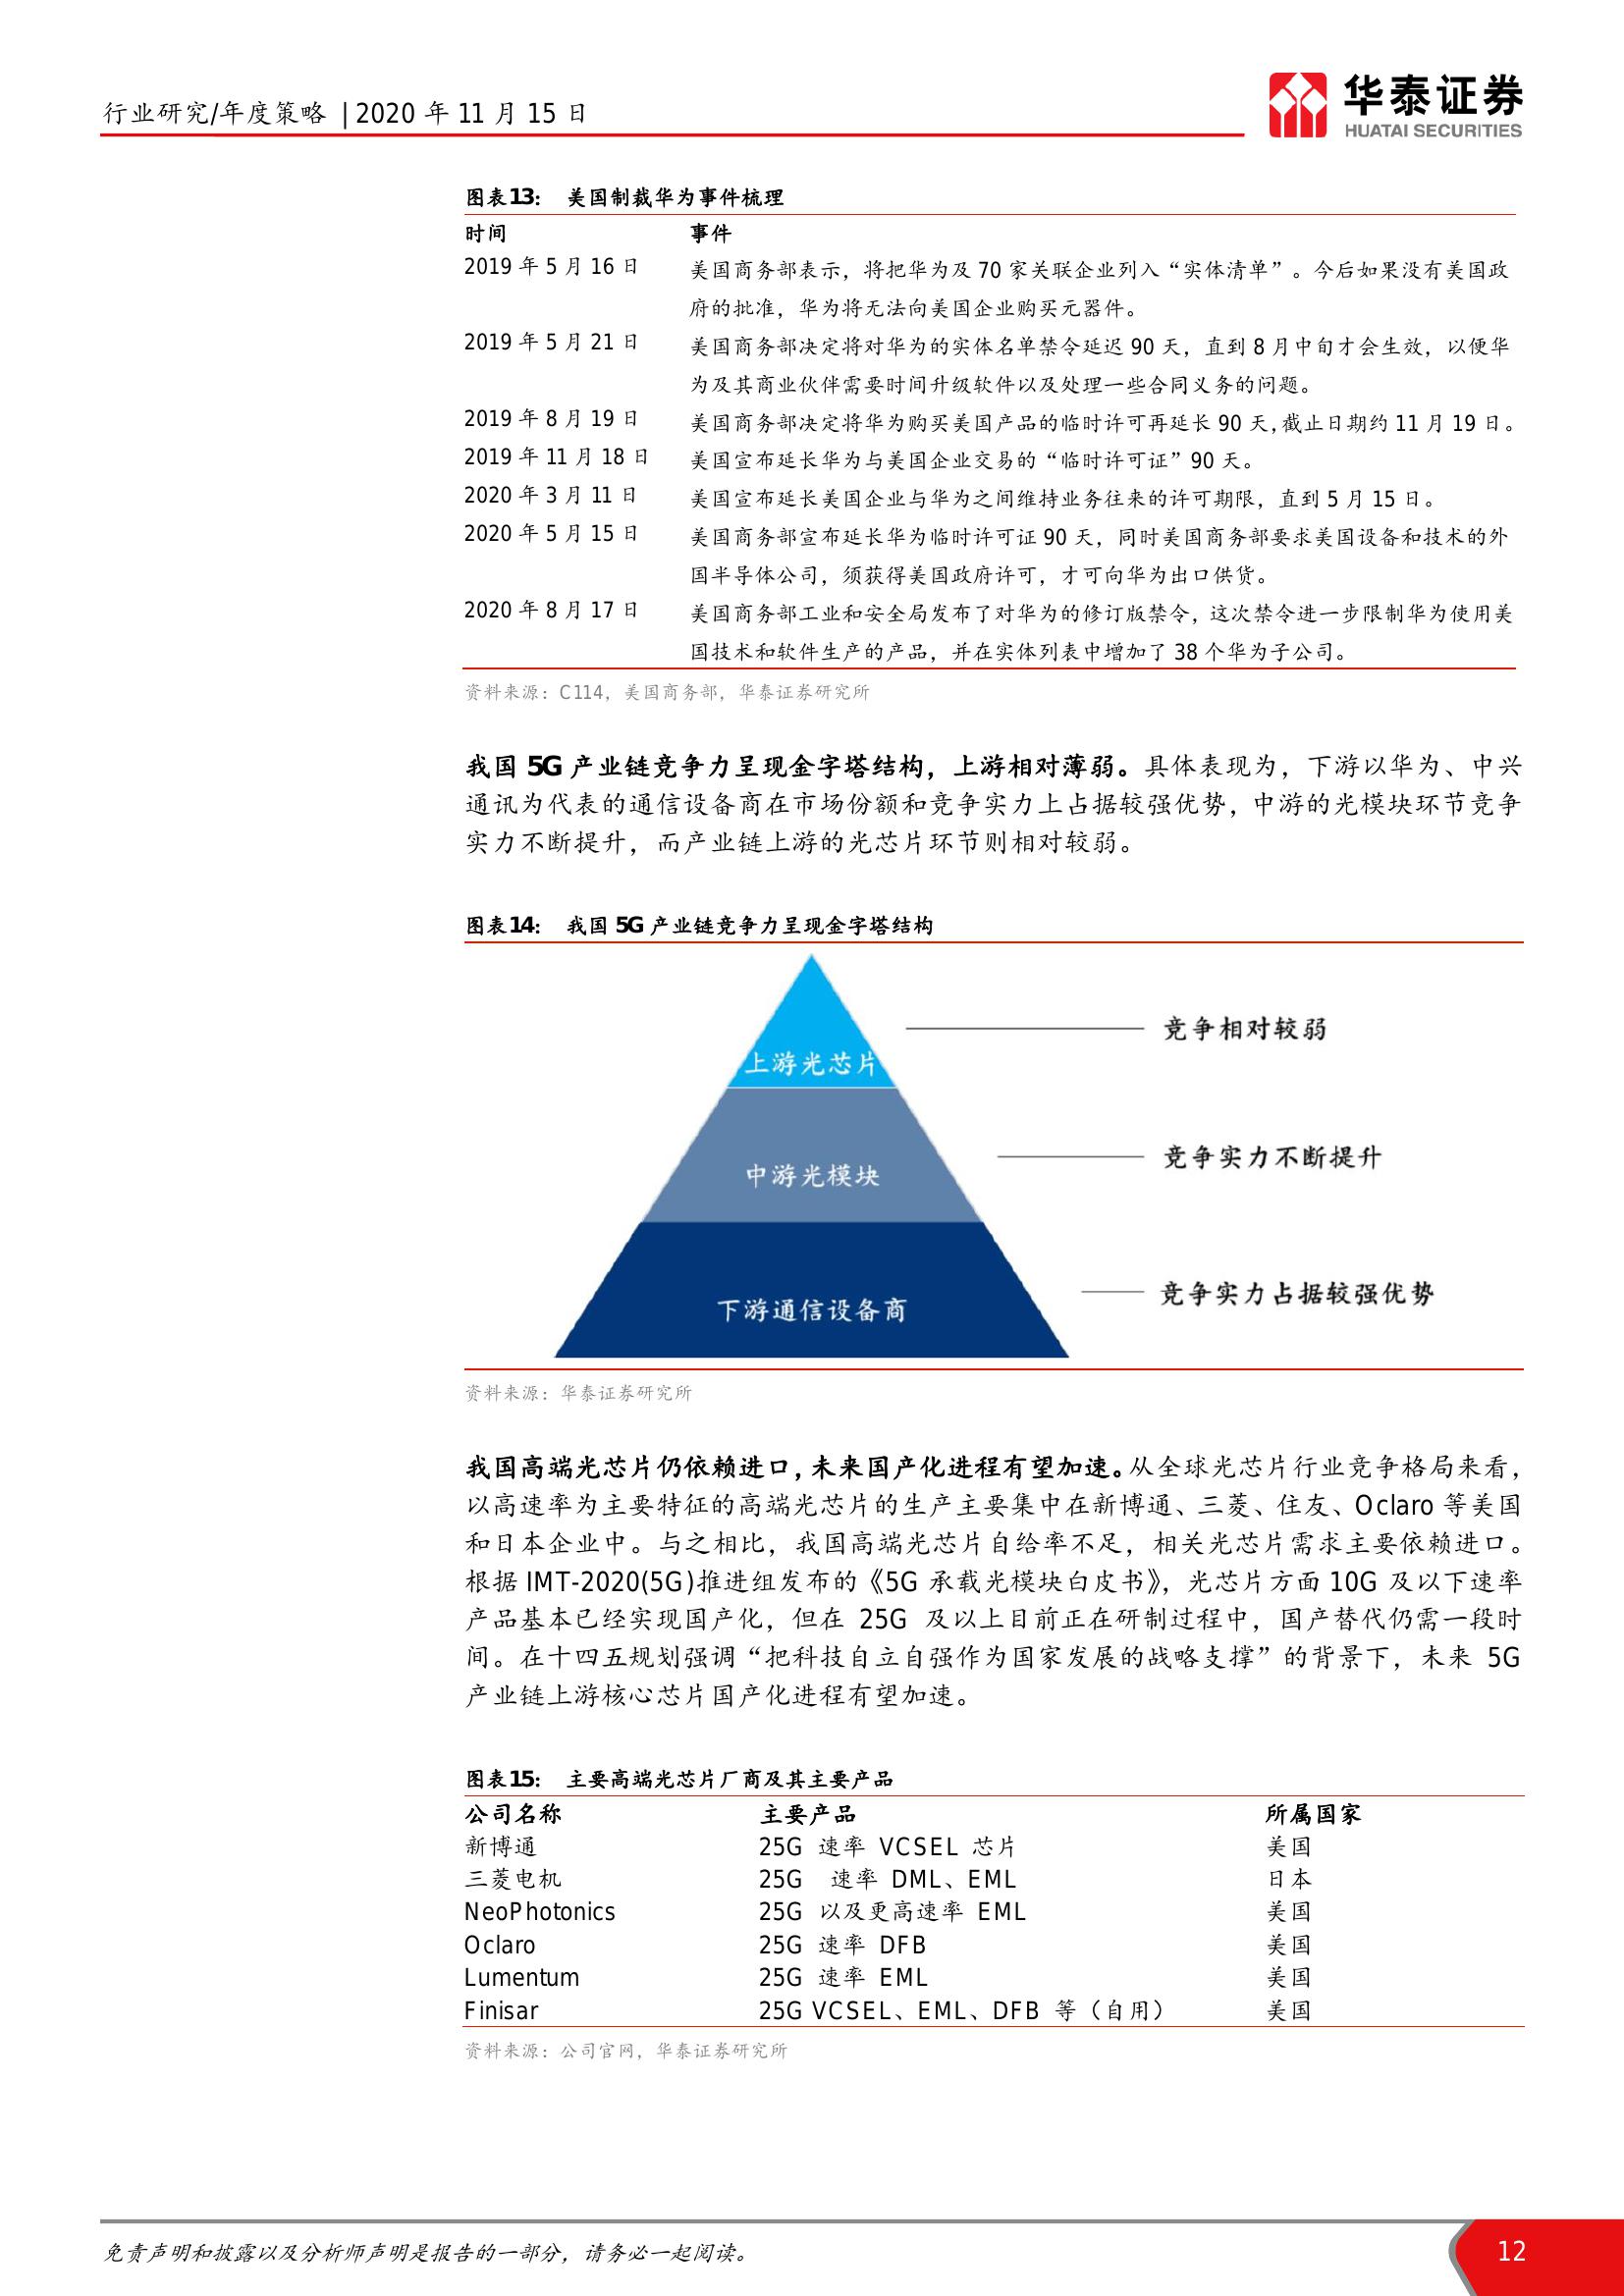 行业研究/年度策略 | 2020 年 11 月 15 日
华泰证券
HUATAI SECURITIES
图表13： 美国制裁华为事件梳理
时间 事件
2019 年 5 月 16 日 美国商务部表示，将把华为及 70 家关联企业列入“实体清单”。今后如果没有美国政
府的批准，华为将无法向美国企业购买元器件。
2019 年 5 月 21 日 美国商务部决定将对华为的实体名单禁令延迟 90 天，直到 8 月中旬才会生效，以便华
为及其商业伙伴需要时间升级软件以及处理一些合同义务的问题。
2019 年 8 月 19 日 美国商务部决定将华为购买美国产品的临时许可再延长 90 天，截止日期约 11 月 19 日。
2019 年 11 月 18 日 美国宣布延长华为与美国企业交易的“临时许可证”90 天。
2020 年 3 月 11 日 美国宣布延长美国企业与华为之间维持业务往来的许可期限，直到 5 月 15 日。
2020 年 5 月 15 日 美国商务部宣布延长华为临时许可证 90 天，同时美国商务部要求美国设备和技术的外
国半导体公司，须获得美国政府许可，才可向华为出口供货。
2020 年 8 月 17 日 美国商务部工业和安全局发布了对华为的修订版禁令，这次禁令进一步限制华为使用美
国技术和软件生产的产品，并在实体列表中增加了 38 个华为子公司。
资料来源：C114，美国商务部，华泰证券研究所
我国 5G 产业链竞争力呈现金字塔结构，上游相对薄弱。具体表现为，下游以华为、中兴
通讯为代表的通信设备商在市场份额和竞争实力上占据较强优势，中游的光模块环节竞争
实力不断提升，而产业链上游的光芯片环节则相对较弱。
图表14： 我国 5G 产业链竞争力呈现金字塔结构
竞争相对较弱
上游光芯片
竞争实力不断提升
中游光模块
竞争实力占据较强优势
下游通信设备商
资料来源：华泰证券研究所
我国高端光芯片仍依赖进口，未来国产化进程有望加速。从全球光芯片行业竞争格局来看，
以高速率为主要特征的高端光芯片的生产主要集中在新博通、三菱、住友、Oclaro 等美国
和日本企业中。与之相比，我国高端光芯片自给率不足，相关光芯片需求主要依赖进口。
根据 IMT-2020(5G)推进组发布的《5G 承载光模块白皮书》，光芯片方面 10G 及以下速率
产品基本已经实现国产化，但在 25G 及以上目前正在研制过程中，国产替代仍需一段时
间。在十四五规划强调“把科技自立自强作为国家发展的战略支撑”的背景下，未来 5G
产业链上游核心芯片国产化进程有望加速。
图表15： 主要高端光芯片厂商及其主要产品
公司名称 主要产品 所属国家
新博通 25G 速率 VCSEL 芯片 美国
三菱电机 25G 速率 DML、EML 日本
NeoPhotonics 25G 以及更高速率 EML 美国
Oclaro 25G 速率 DFB 美国
Lumentum 25G 速率 EML 美国
Finisar 25G VCSEL、EML、DFB 等（自用） 美国
资料来源：公司官网，华泰证券研究所
免责声明和披露以及分析师声明是报告的一部分，请务必一起阅读。 12